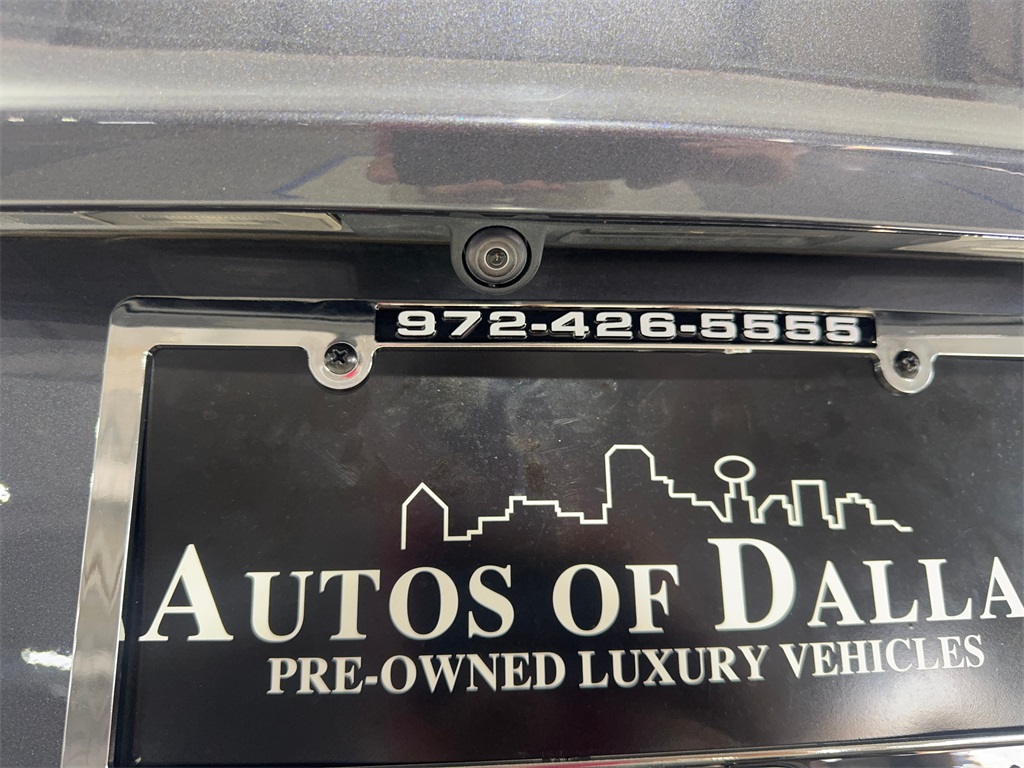 972-426-5555
AUTOS OF DALLA
PRE-OWNED LUXURY VEHICLES